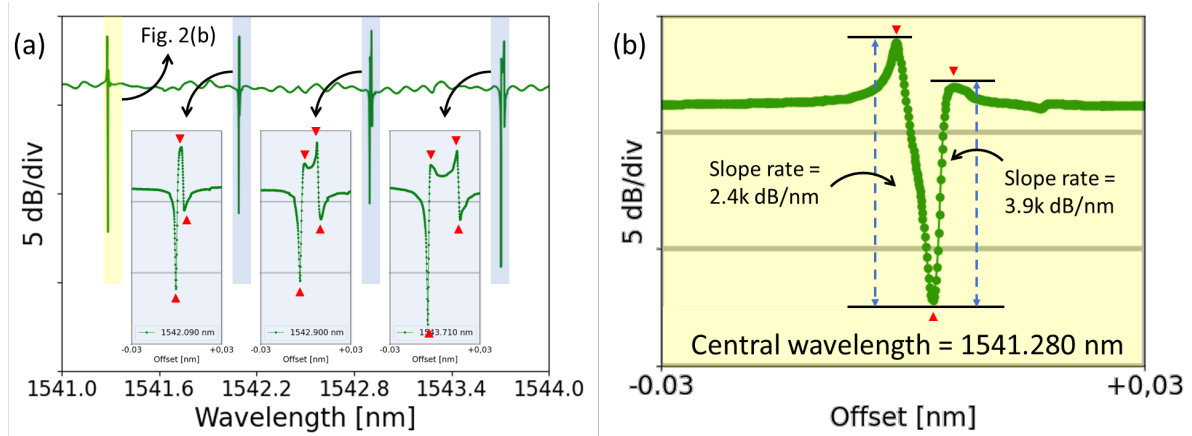 (a)
Fig. 2(b)
5 dB/div
1542.090 nm
-0.03
+0,03
Offset [nm]
1542.900 nm
-0.03
+0,03
Offset [nm]
1543.710 nm
-0.03
+0,03
Offset [nm]
1541.0
1541.6
1542.2
1542.8
1543.4
1544.0
Wavelength [nm]
(b)
5 dB/div
Slope rate =
2.4k dB/nm
Slope rate =
3.9k dB/nm
Central wavelength = 1541.280 nm
-0.03
+0,03
Offset [nm]